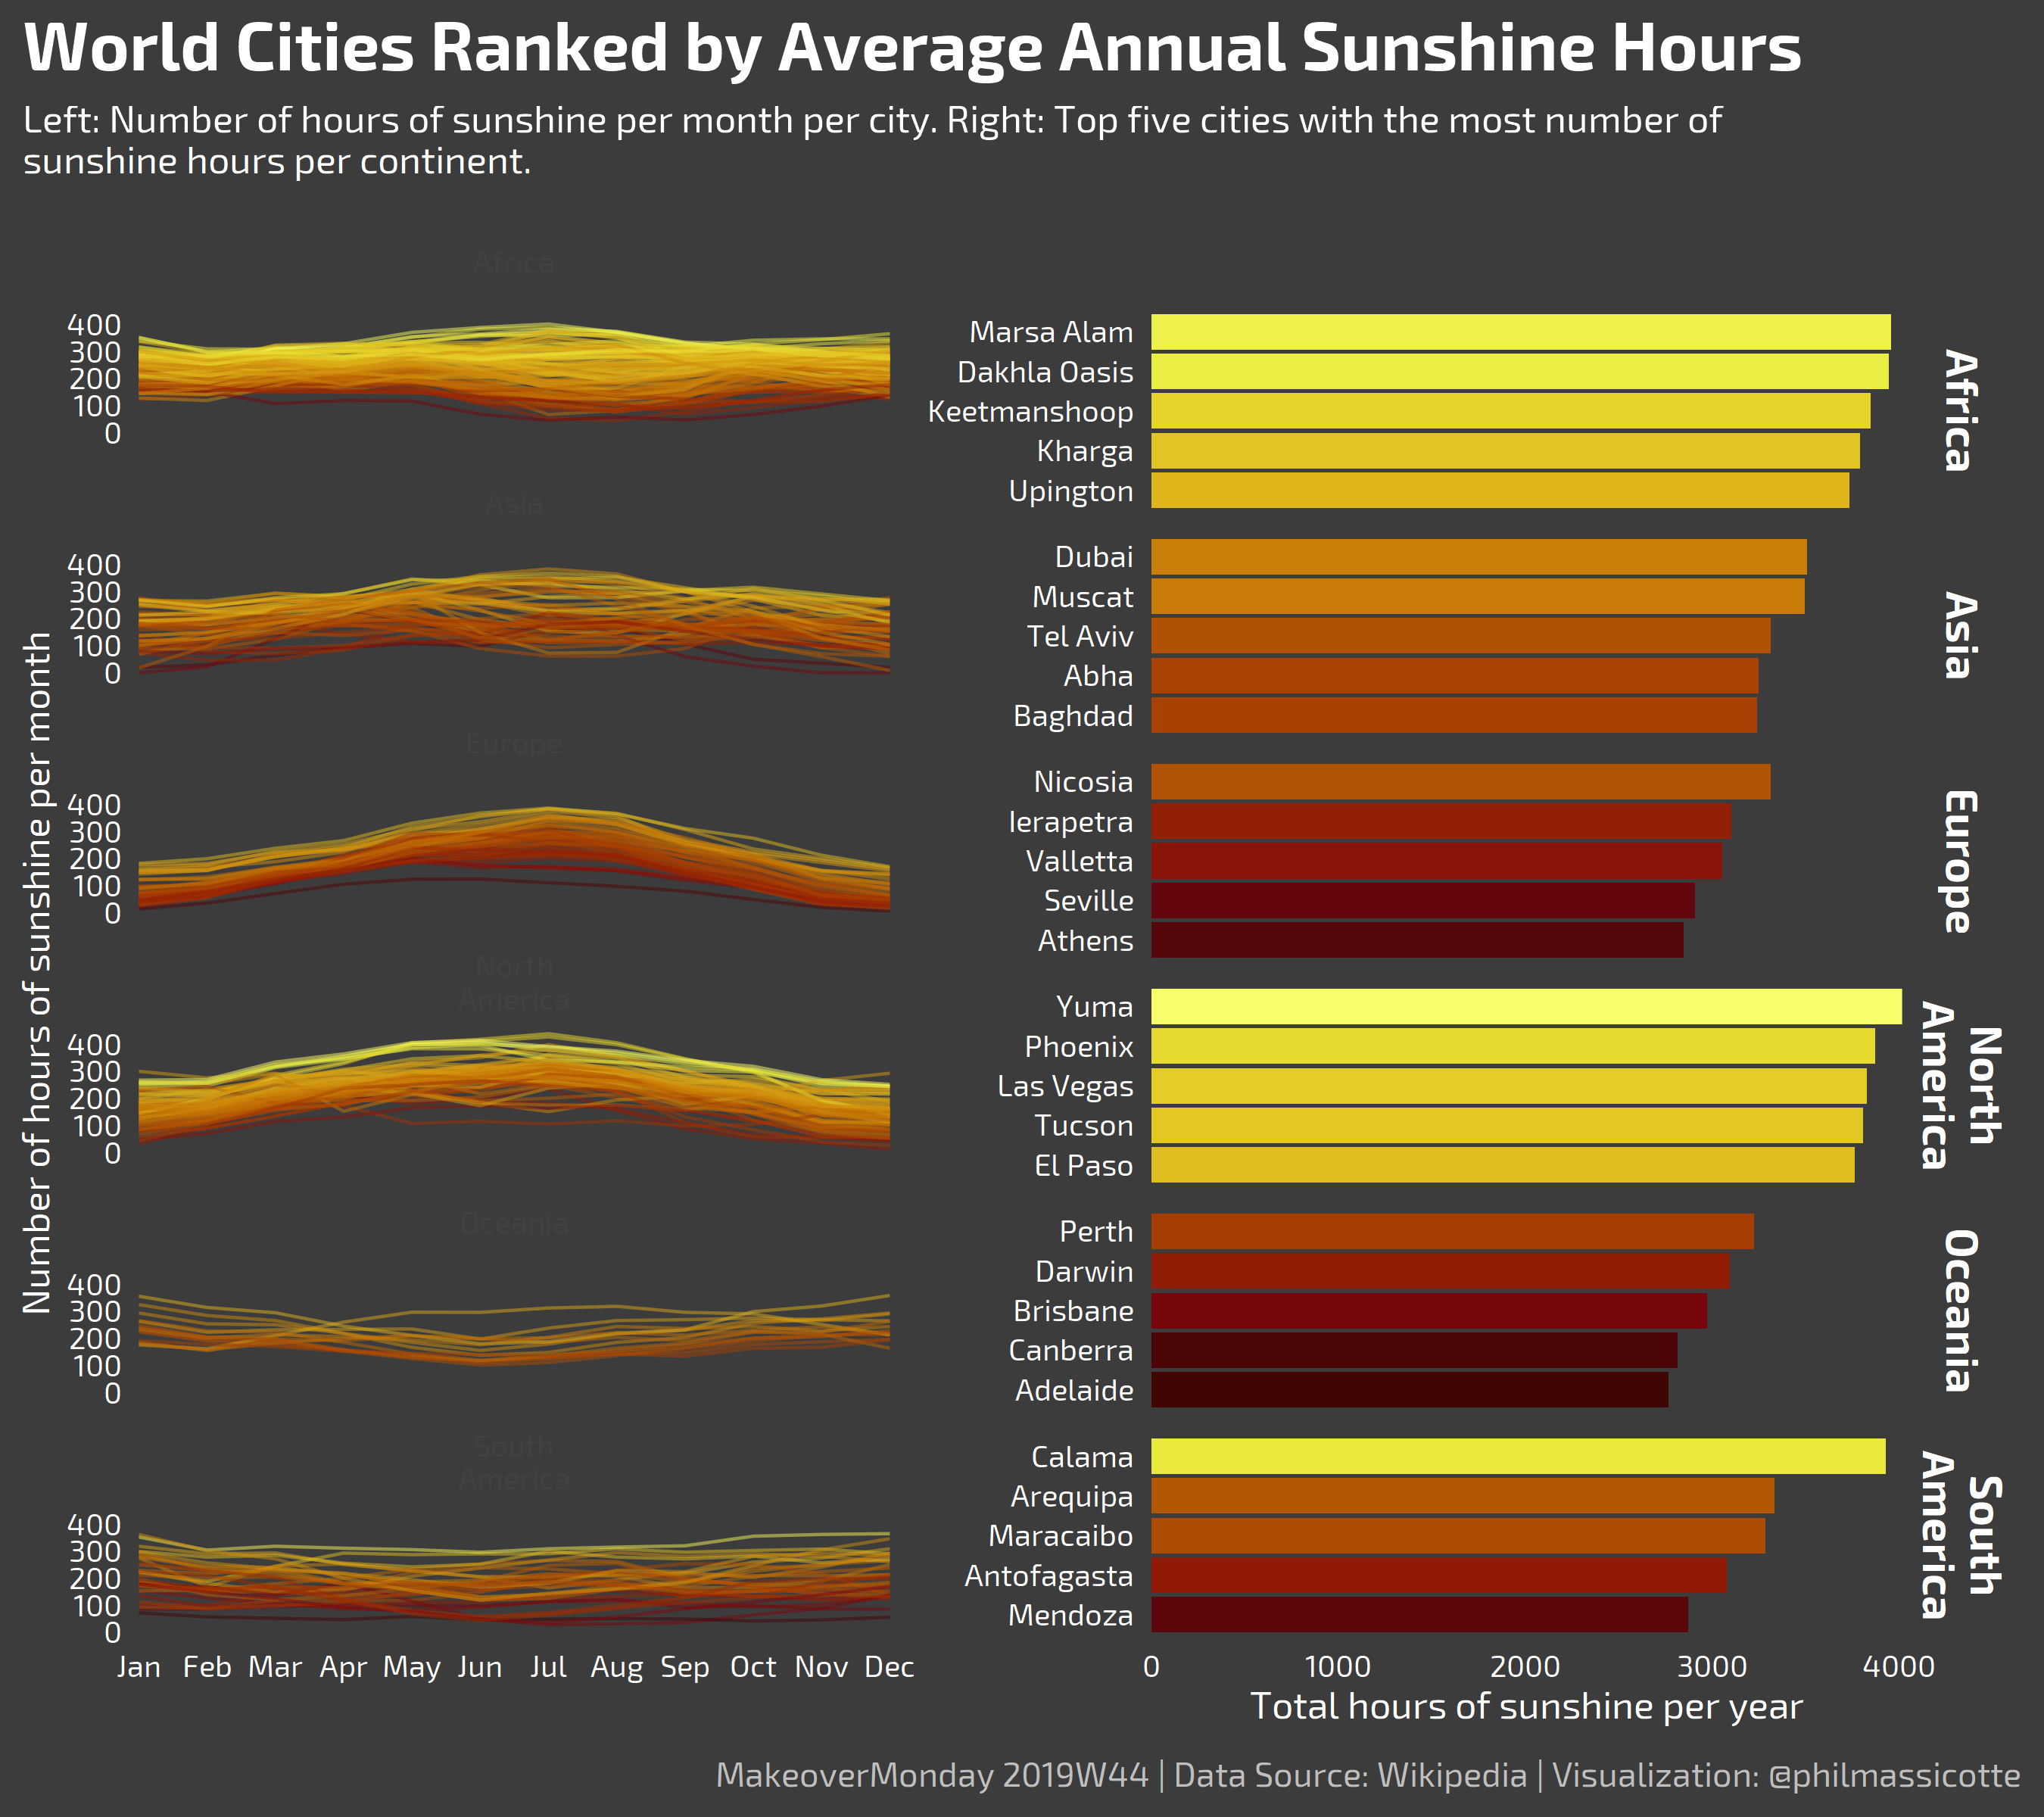 World Cities Ranked by Average Annual Sunshine Hours
Left: Number of hours of sunshine per month per city. Right: Top five cities with the most number of
sunshine hours per continent.
Number of hours of sunshine per month
Africa
400
300
200
100
0
Asia
400
300
200
100
0
Europe
400
300
200
100
0
North
America
400
300
200
100
0
Oceania
400
300
200
100
0
South
America
400
300
200
100
0
Jan Feb Mar Apr May Jun Jul Aug Sep Oct Nov Dec
Marsa Alam
Dakhla Oasis
Keetmanshoop
Kharga
Upington
Africa
Dubai
Muscat
Tel Aviv
Abha
Baghdad
Asia
Nicosia
Ierapetra
Valletta
Seville
Athens
Europe
Yuma
Phoenix
Las Vegas
Tucson
El Paso
North
America
Perth
Darwin
Brisbane
Canberra
Adelaide
Oceania
Calama
Arequipa
Maracaibo
Antofagasta
Mendoza
South
America
0 1000 2000 3000 4000
Total hours of sunshine per year
MakeoverMonday 2019W44 | Data Source: Wikipedia | Visualization: @philmassicotte